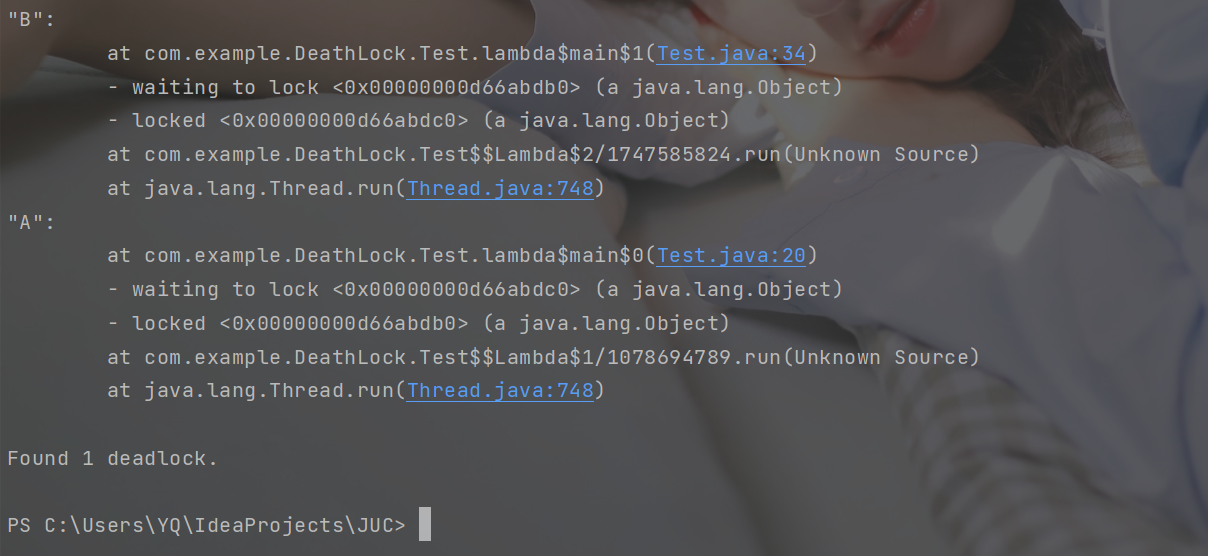 "B":
at com.example.DeathLock.Test.lambda$main$1(Test.java:34)
- waiting to lock <0x00000000d66abdb0> (a java.lang.Object)
- locked <0x00000000d66abdc0> (a java.lang.Object)
at com.example.DeathLock.Test$$Lambda$2/1747585824.run(Unknown Source)
at java.lang.Thread.run(Thread.java:748)
"A":
at com.example.DeathLock.Test.lambda$main$0(Test.java:20)
- waiting to lock <0x00000000d66abdc0> (a java.lang.Object)
- locked <0x00000000d66abdb0> (a java.lang.Object)
at com.example.DeathLock.Test$$Lambda$1/1078694789.run(Unknown Source)
at java.lang.Thread.run(Thread.java:748)
Found 1 deadlock.
PS C:\Users\YQ\IdeaProjects\JUC>